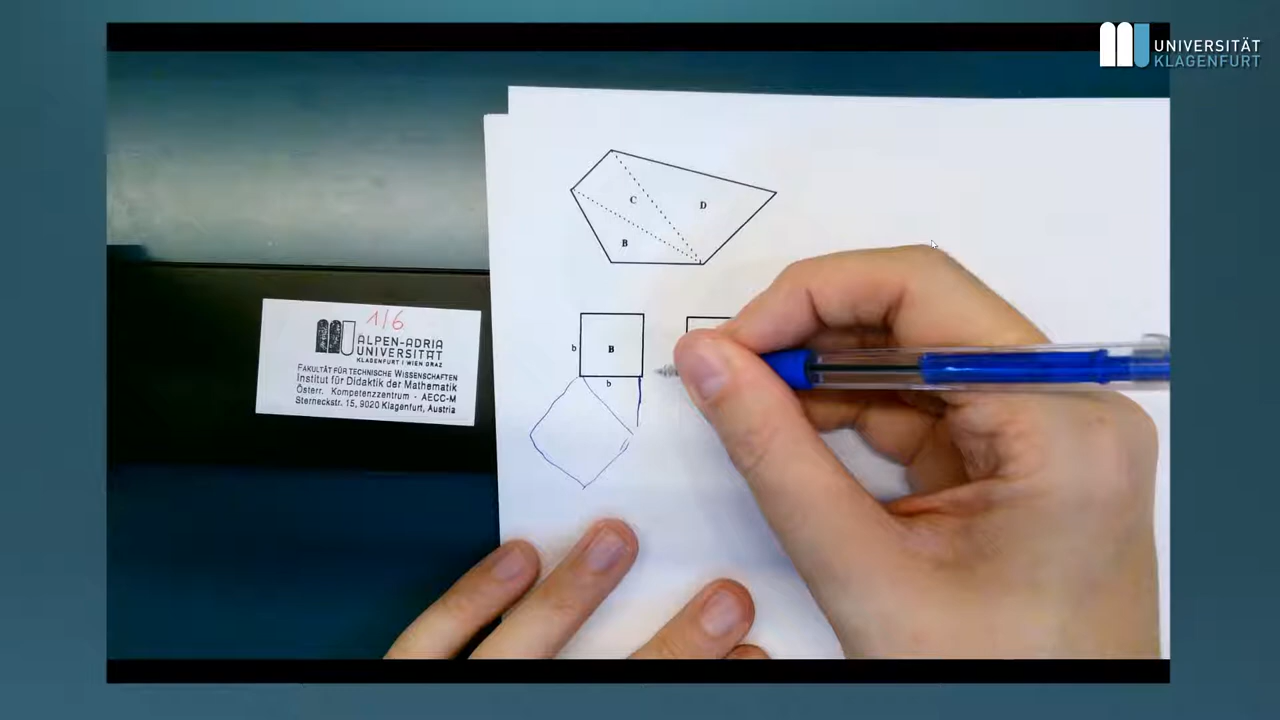 UNIVERSITÄT
KLAGENFURT
C
D
B
1/6
ALPEN-ADRIA
UNIVERSITÄT
KLAGENFURT I WIEN GRAZ
FAKULTÄT FÜR TECHNISCHE WISSENSCHAFTEN
Institut für Didaktik der Mathematik
Österr. Kompetenzzentrum - AECC-M
Sterneckstr. 15, 9020 Klagenfurt, Austria
b
B
b